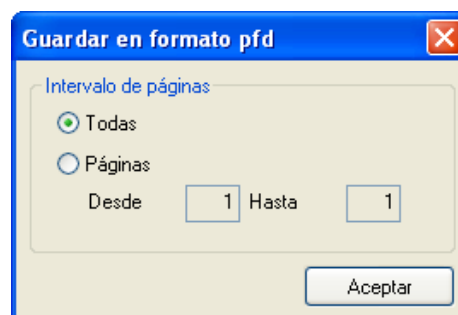 Guardar en formato pfd
Intervalo de páginas
Todas
Páginas
Desde 1 Hasta 1
Aceptar